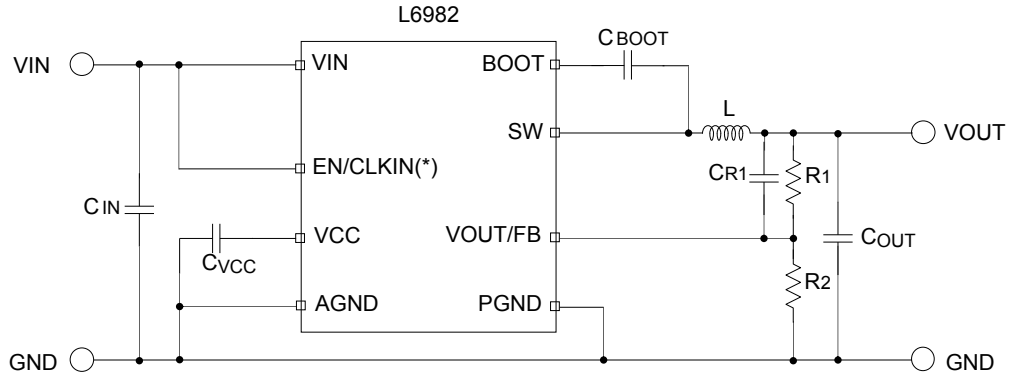 L6982
C BOOT
VIN
VIN
BOOT
L
SW
VOUT
EN/CLKIN(*)
CR1
R1
CIN
VCC
VOUT/FB
COUT
CVCC
R2
AGND
PGND
GND
GND